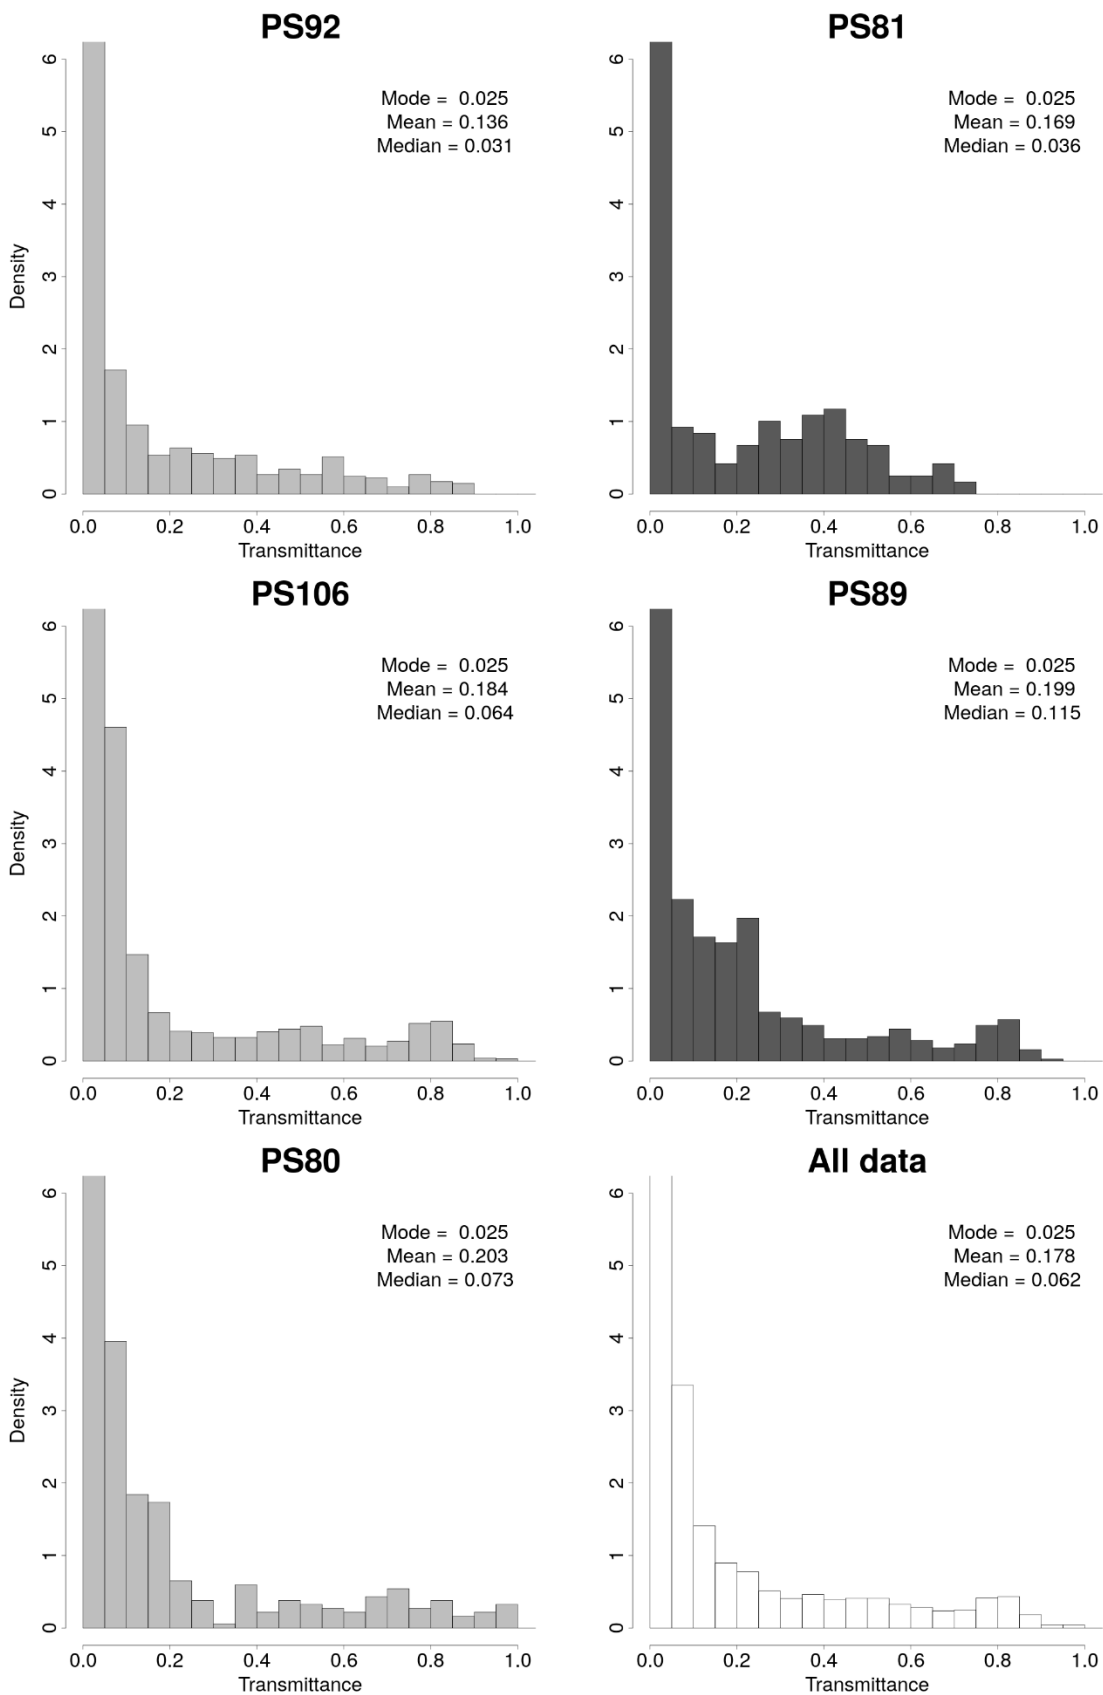 PS92
Mode = 0.025
Mean = 0.136
Median = 0.031
Density
0 1 2 3 4 5 6
0.0 0.2 0.4 0.6 0.8 1.0
Transmittance
PS81
Mode = 0.025
Mean = 0.169
Median = 0.036
0 1 2 3 4 5 6
0.0 0.2 0.4 0.6 0.8 1.0
Transmittance
PS106
Mode = 0.025
Mean = 0.184
Median = 0.064
Density
0 1 2 3 4 5 6
0.0 0.2 0.4 0.6 0.8 1.0
Transmittance
PS89
Mode = 0.025
Mean = 0.199
Median = 0.115
0 1 2 3 4 5 6
0.0 0.2 0.4 0.6 0.8 1.0
Transmittance
PS80
Mode = 0.025
Mean = 0.203
Median = 0.073
Density
0 1 2 3 4 5 6
0.0 0.2 0.4 0.6 0.8 1.0
Transmittance
All data
Mode = 0.025
Mean = 0.178
Median = 0.062
0 1 2 3 4 5 6
0.0 0.2 0.4 0.6 0.8 1.0
Transmittance